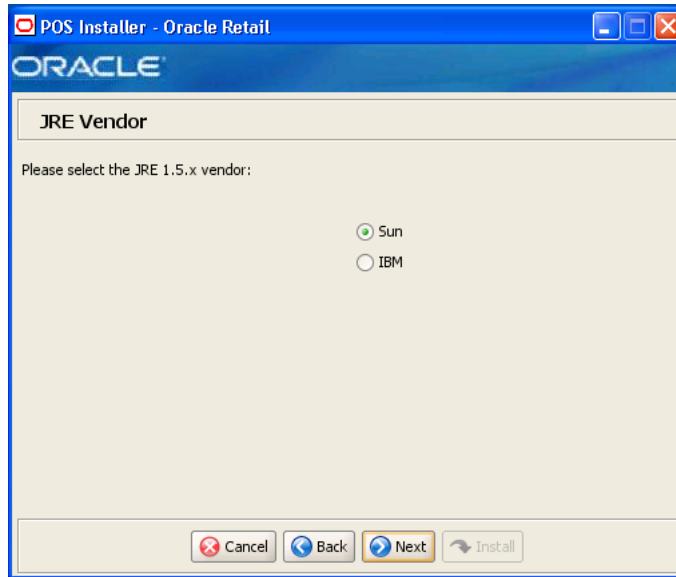 POS Installer - Oracle Retail
ORACLE
JRE Vendor
Please select the JRE 1.5.x vendor:
Sun
IBM
Cancel Back Next Install